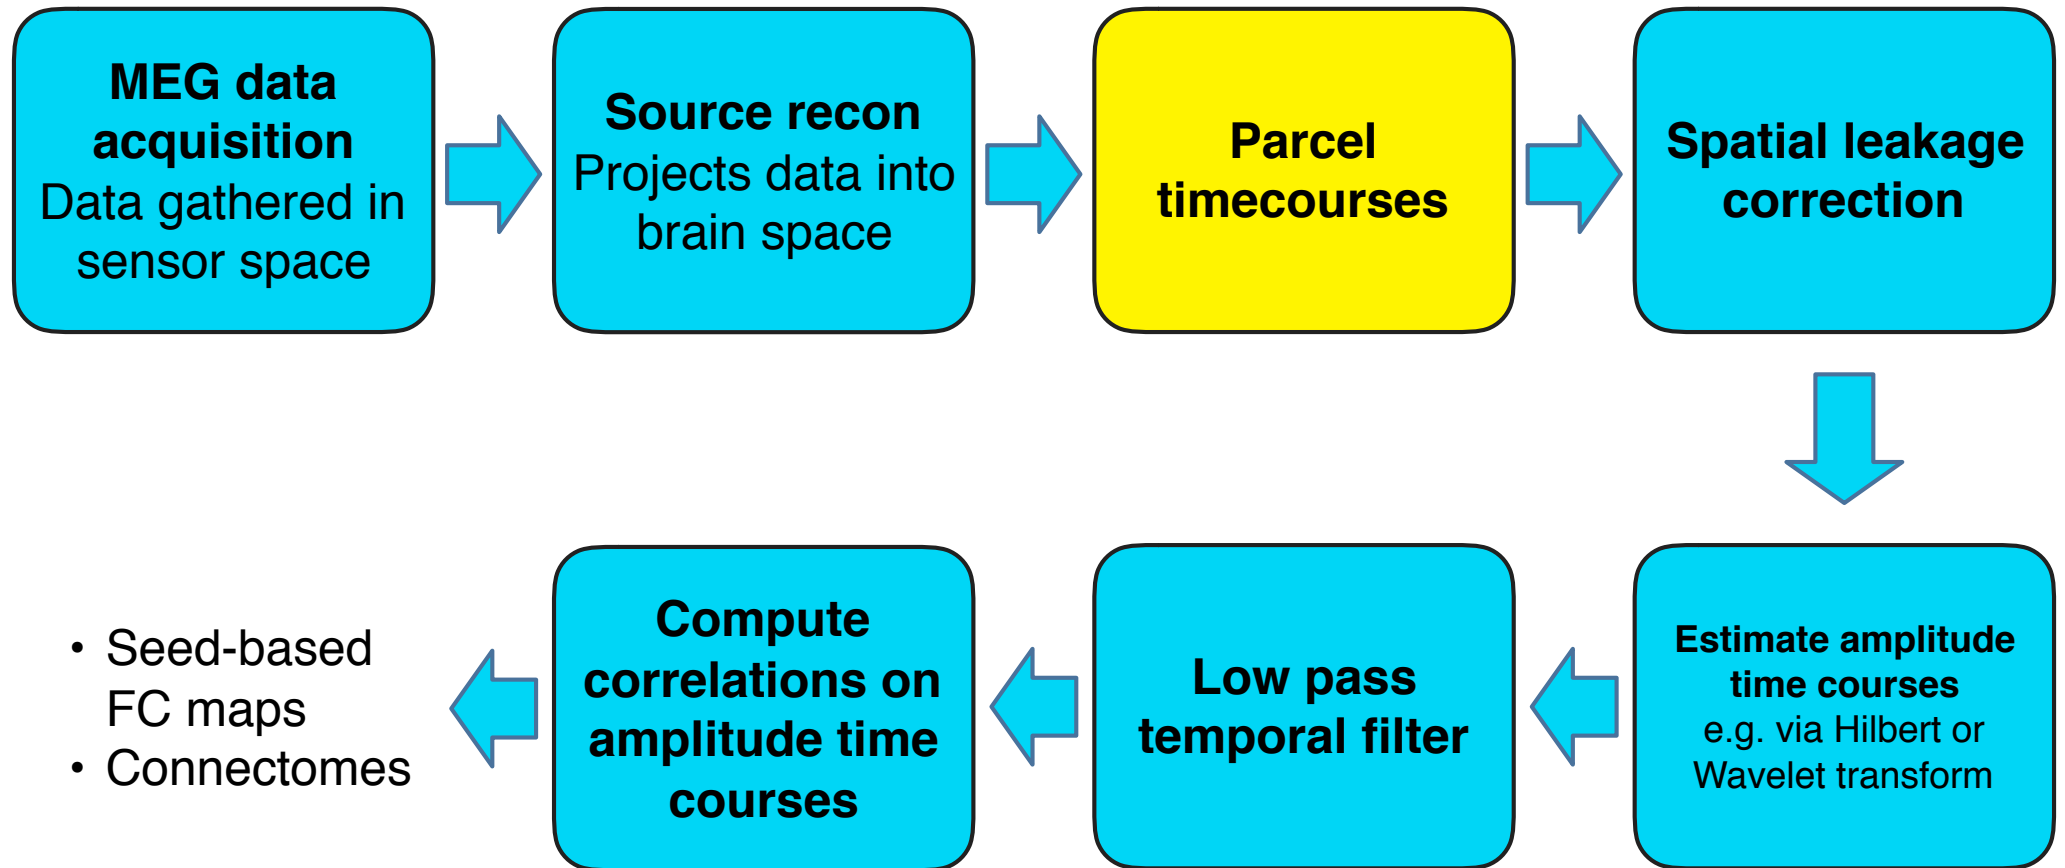 MEG data
acquisition
Data gathered in
sensor space
Source recon
Projects data into
brain space
Parcel
timecourses
Spatial leakage
correction
Estimate amplitude
time courses
e.g. via Hilbert or
Wavelet transform
Low pass
temporal filter
Compute
correlations on
amplitude time
courses
• Seed-based
FC maps
• Connectomes